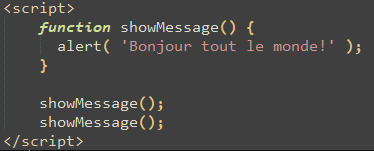 <script>
function showMessage() {
alert( 'Bonjour tout le monde!' );
}
showMessage();
showMessage();
</script>